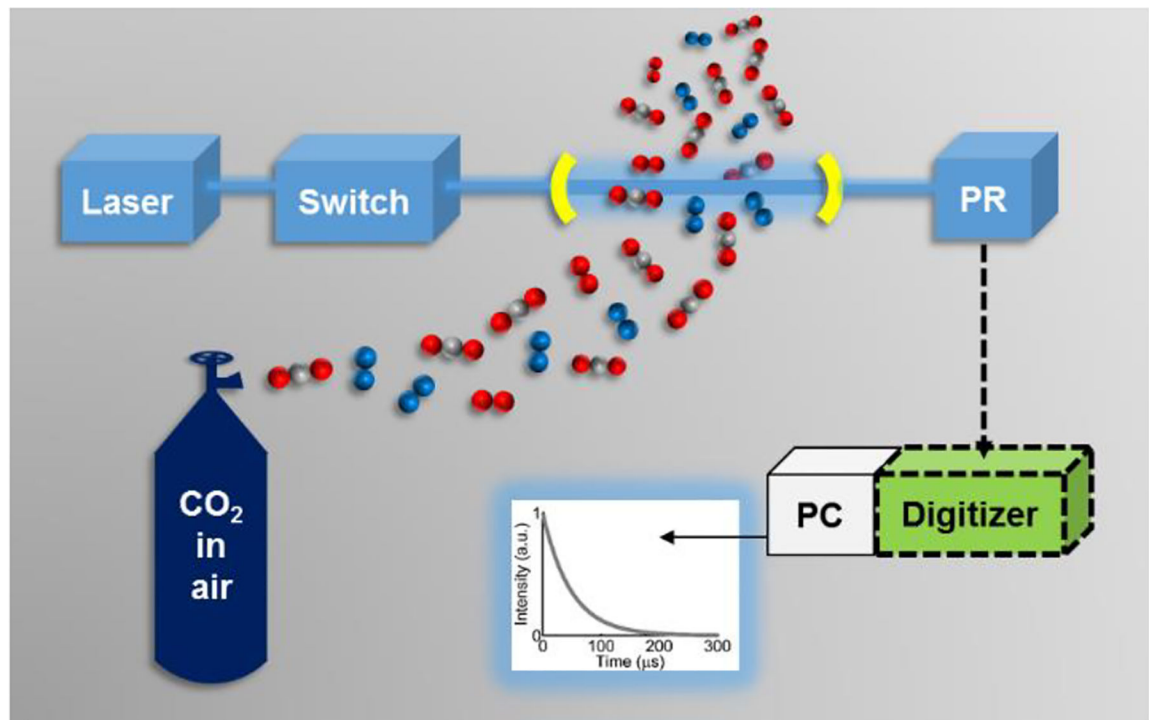 Laser
Switch
PR
CO₂
in
air
PC
Digitizer
Intensity (a.u.)
1
0
0 100 200 300
Time (μs)